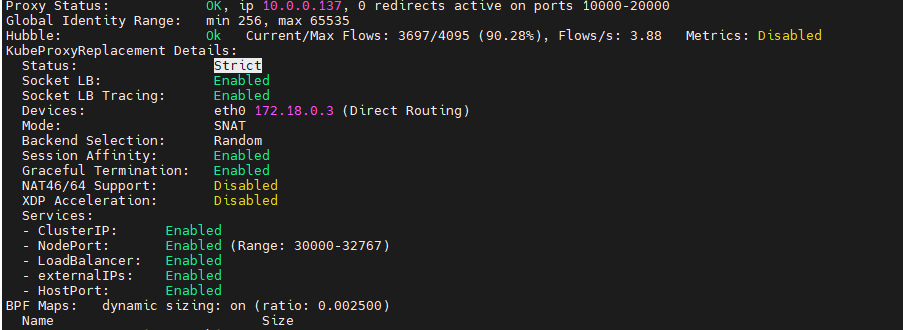 Proxy Status: OK, ip 10.0.0.137, 0 redirects active on ports 10000-20000
Global Identity Range: min 256, max 65535
Hubble: Ok Current/Max Flows: 3697/4095 (90.28%), Flows/s: 3.88 Metrics: Disabled
KubeProxyReplacement Details:
Status: Strict
Socket LB: Enabled
Socket LB Tracing: Enabled
Devices: eth0 172.18.0.3 (Direct Routing)
Mode: SNAT
Backend Selection: Random
Session Affinity: Enabled
Graceful Termination: Enabled
NAT46/64 Support: Disabled
XDP Acceleration: Disabled
Services:
- ClusterIP: Enabled
- NodePort: Enabled (Range: 30000-32767)
- LoadBalancer: Enabled
- externalIPs: Enabled
- HostPort: Enabled
BPF Maps: dynamic sizing: on (ratio: 0.002500)
Name Size